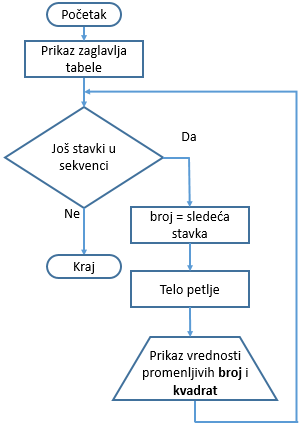 Početak
Prikaz zaglavlja
tabele
Još stavki u
sekvenci
Da
Ne
broj = sledeća
stavka
Kraj
Telo petlje
Prikaz vrednosti
promenljivih broj i
kvadrat